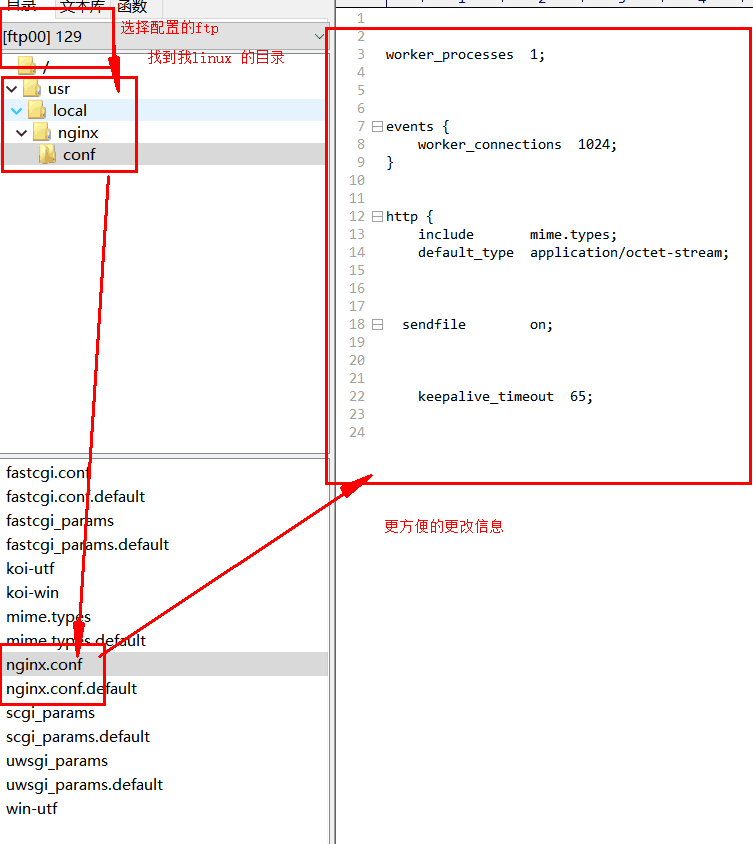 目录 文本库 函数
选择配置的ftp
[ftp00] 129
找到我linux 的目录
/
usr
local
nginx
conf
fastcgi.conf
fastcgi.conf.default
fastcgi_params
fastcgi_params.default
koi-utf
koi-win
mime.types
mime.types.default
nginx.conf
nginx.conf.default
scgi_params
scgi_params.default
uwsgi_params
uwsgi_params.default
win-utf
1
2
3 worker_processes 1;
4
5
6
7 events {
8 worker_connections 1024;
9 }
10
11
12 http {
13 include mime.types;
14 default_type application/octet-stream;
15
16
17
18 sendfile on;
19
20
21
22 keepalive_timeout 65;
23
24
更方便的更改信息